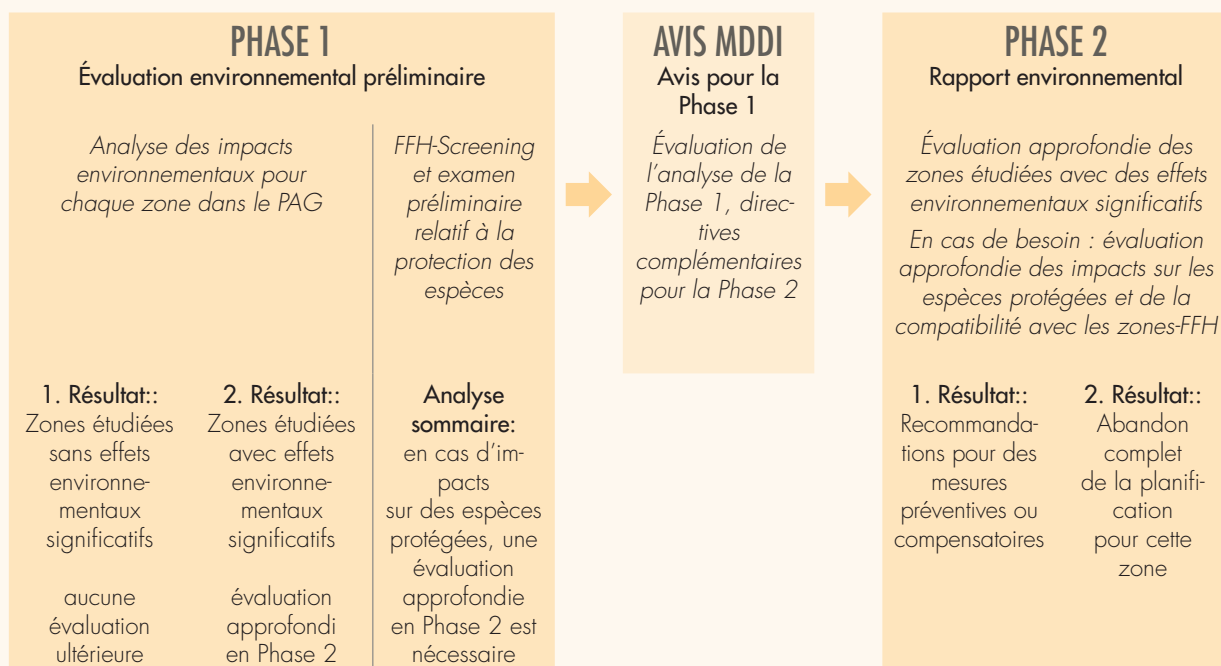 PHASE 1
Évaluation environnemental préliminaire
Analyse des impacts
environnementaux pour
chaque zone dans le PAG
FFH-Screening
et examen
préliminaire
relatif à la
protection des
espèces
1. Résultat::
Zones étudiées
sans effets
environne-
mentaux
significatifs
aucune
évaluation
ultérieure
2. Résultat::
Zones étudiées
avec effets
environne-
mentaux
significatifs
évaluation
approfondi
en Phase 2
Analyse
sommaire:
en cas d'im-
pacts
sur des espèces
protégées, une
évaluation
approfondie
en Phase 2 est
nécessaire
AVIS MDDI
Avis pour la
Phase 1
Évaluation de
l'analyse de la
Phase 1, direc-
tives
complémentaires
pour la Phase 2
PHASE 2
Rapport environnemental
Évaluation approfondie des
zones étudiées avec des effets
environnementaux significatifs
En cas de besoin : évaluation
approfondie des impacts sur les
espèces protégées et de la
compatibilité avec les zones-FFH
1. Résultat::
Recommanda-
tions pour des
mesures
préventives ou
compensatoires
2. Résultat::
Abandon
complet
de la planifi-
cation
pour cette
zone